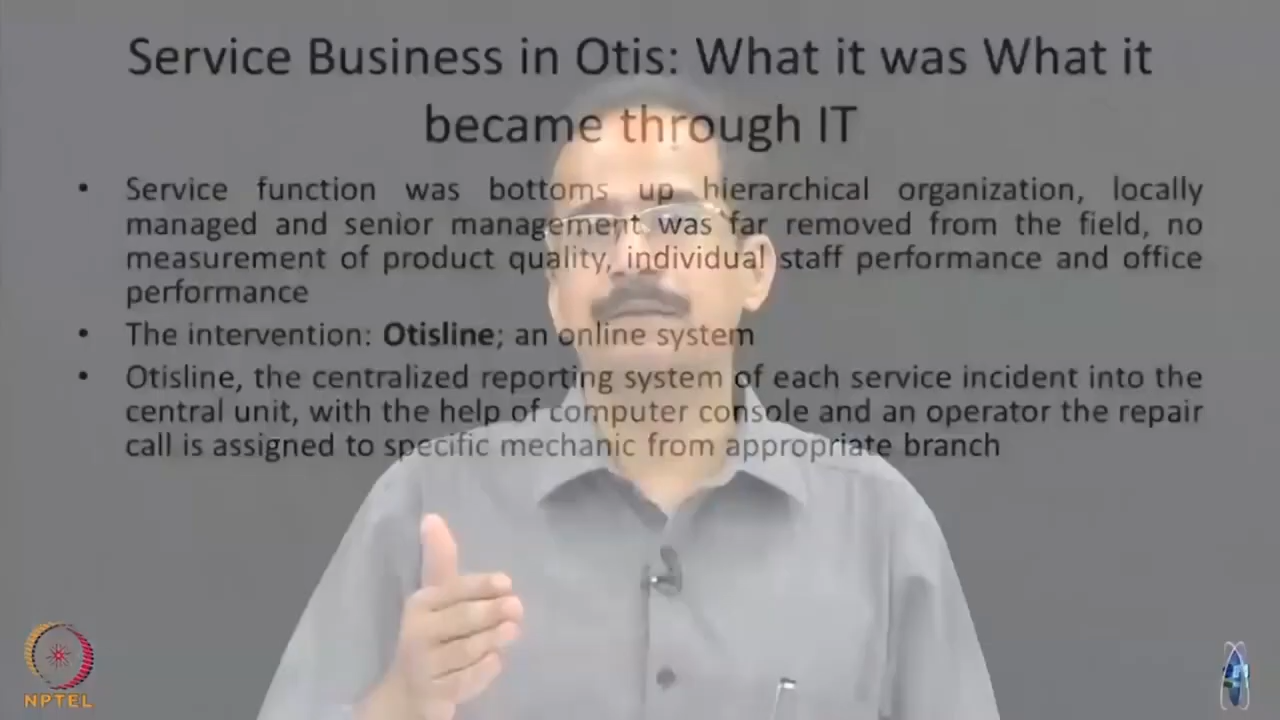 Service Business in Otis: What it was What it
became through IT
• Service function was bottoms up hierarchical organization, locally
managed and senior management was far removed from the field, no
measurement of product quality, individual staff performance and office
performance
• The intervention: Otisline; an online system
• Otisline, the centralized reporting system of each service incident into the
central unit, with the help of computer console and an operator the repair
call is assigned to specific mechanic from appropriate branch
NPTEL